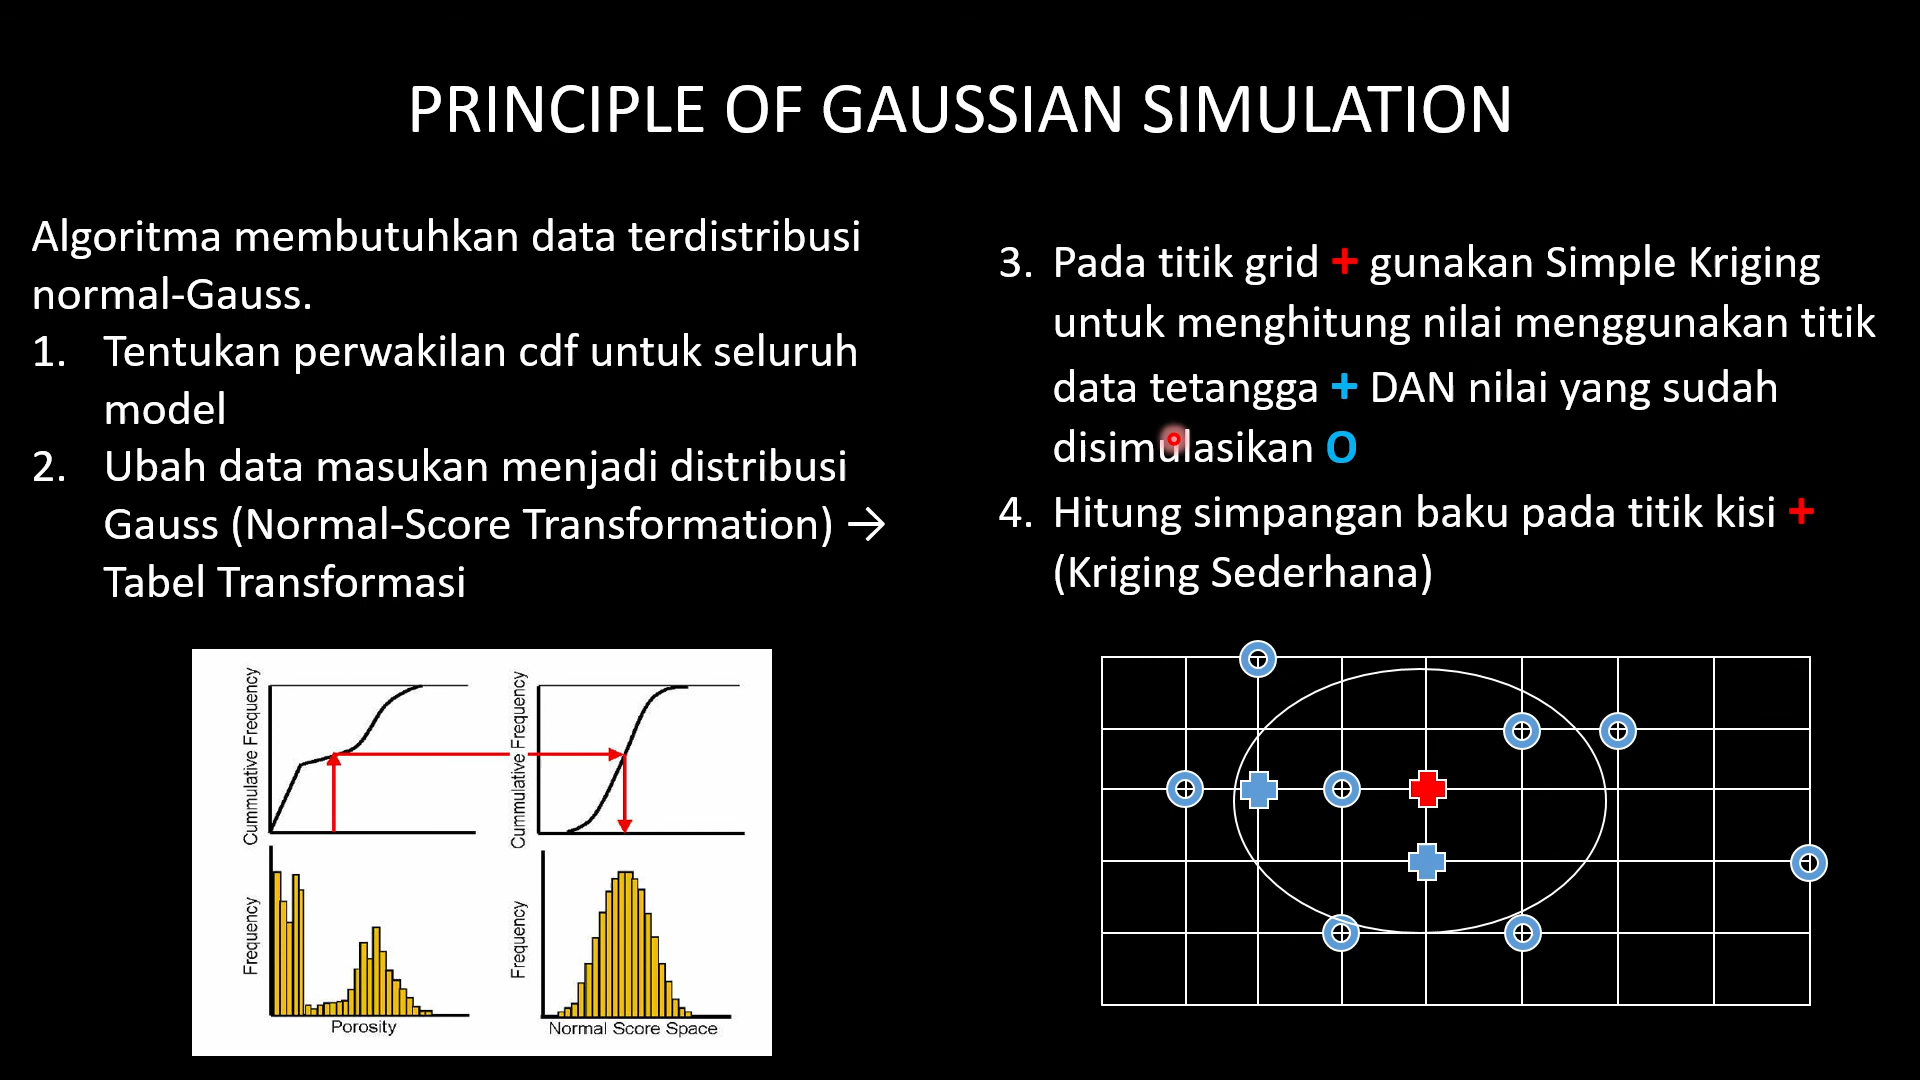 PRINCIPLE OF GAUSSIAN SIMULATION
Algoritma membutuhkan data terdistribusi
normal-Gauss.
1. Tentukan perwakilan cdf untuk seluruh
model
2. Ubah data masukan menjadi distribusi
Gauss (Normal-Score Transformation) →
Tabel Transformasi
3. Pada titik grid + gunakan Simple Kriging
untuk menghitung nilai menggunakan titik
data tetangga + DAN nilai yang sudah
disimulasikan O
4. Hitung simpangan baku pada titik kisi +
(Kriging Sederhana)
Cummulative Frequency
Cummulative Frequency
Frequency
Porosity
Frequency
Normal Score Space